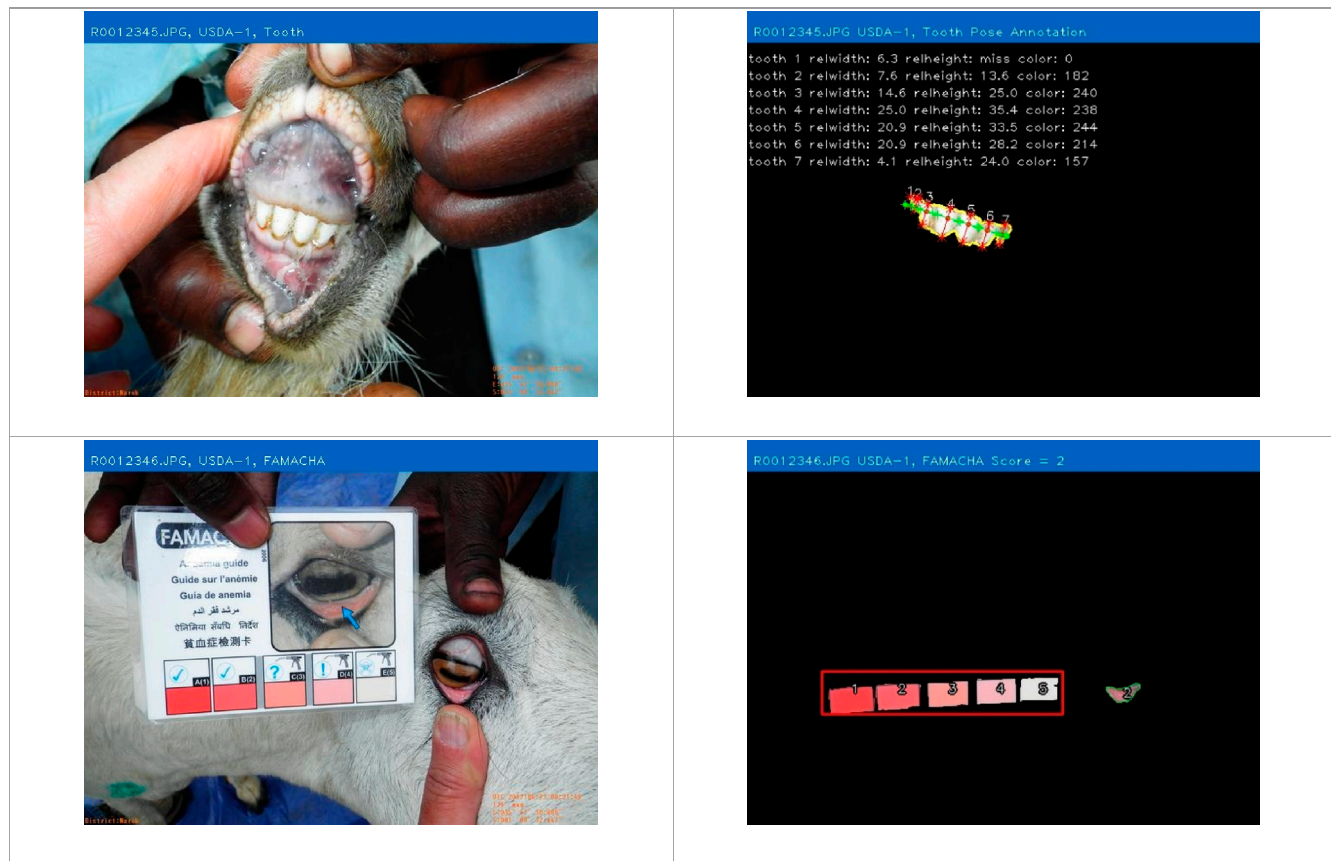 R0012345.JPG, USDA-1, Tooth
R0012345.JPG USDA-1, Tooth Pose Annotation
tooth 1 relwidth: 6.3 relheight: miss color: 0
tooth 2 relwidth: 7.6 relheight: 13.6 color: 182
tooth 3 relwidth: 14.6 relheight: 25.0 color: 240
tooth 4 relwidth: 25.0 relheight: 35.4 color: 238
tooth 5 relwidth: 20.9 relheight: 33.5 color: 244
tooth 6 relwidth: 20.9 relheight: 28.2 color: 214
tooth 7 relwidth: 4.1 relheight: 24.0 color: 157
1 2 3 4 5 6 7
R0012346.JPG, USDA-1, FAMACHA
FAMAC
guide
Guide sur l'anémie
Guia de anemia
مرشد فقر الدم
貧血症檢測卡
A(1) B(2) C(3) D(4) E(5)
R0012346.JPG USDA-1, FAMACHA Score = 2
1 2 3 4 5 2